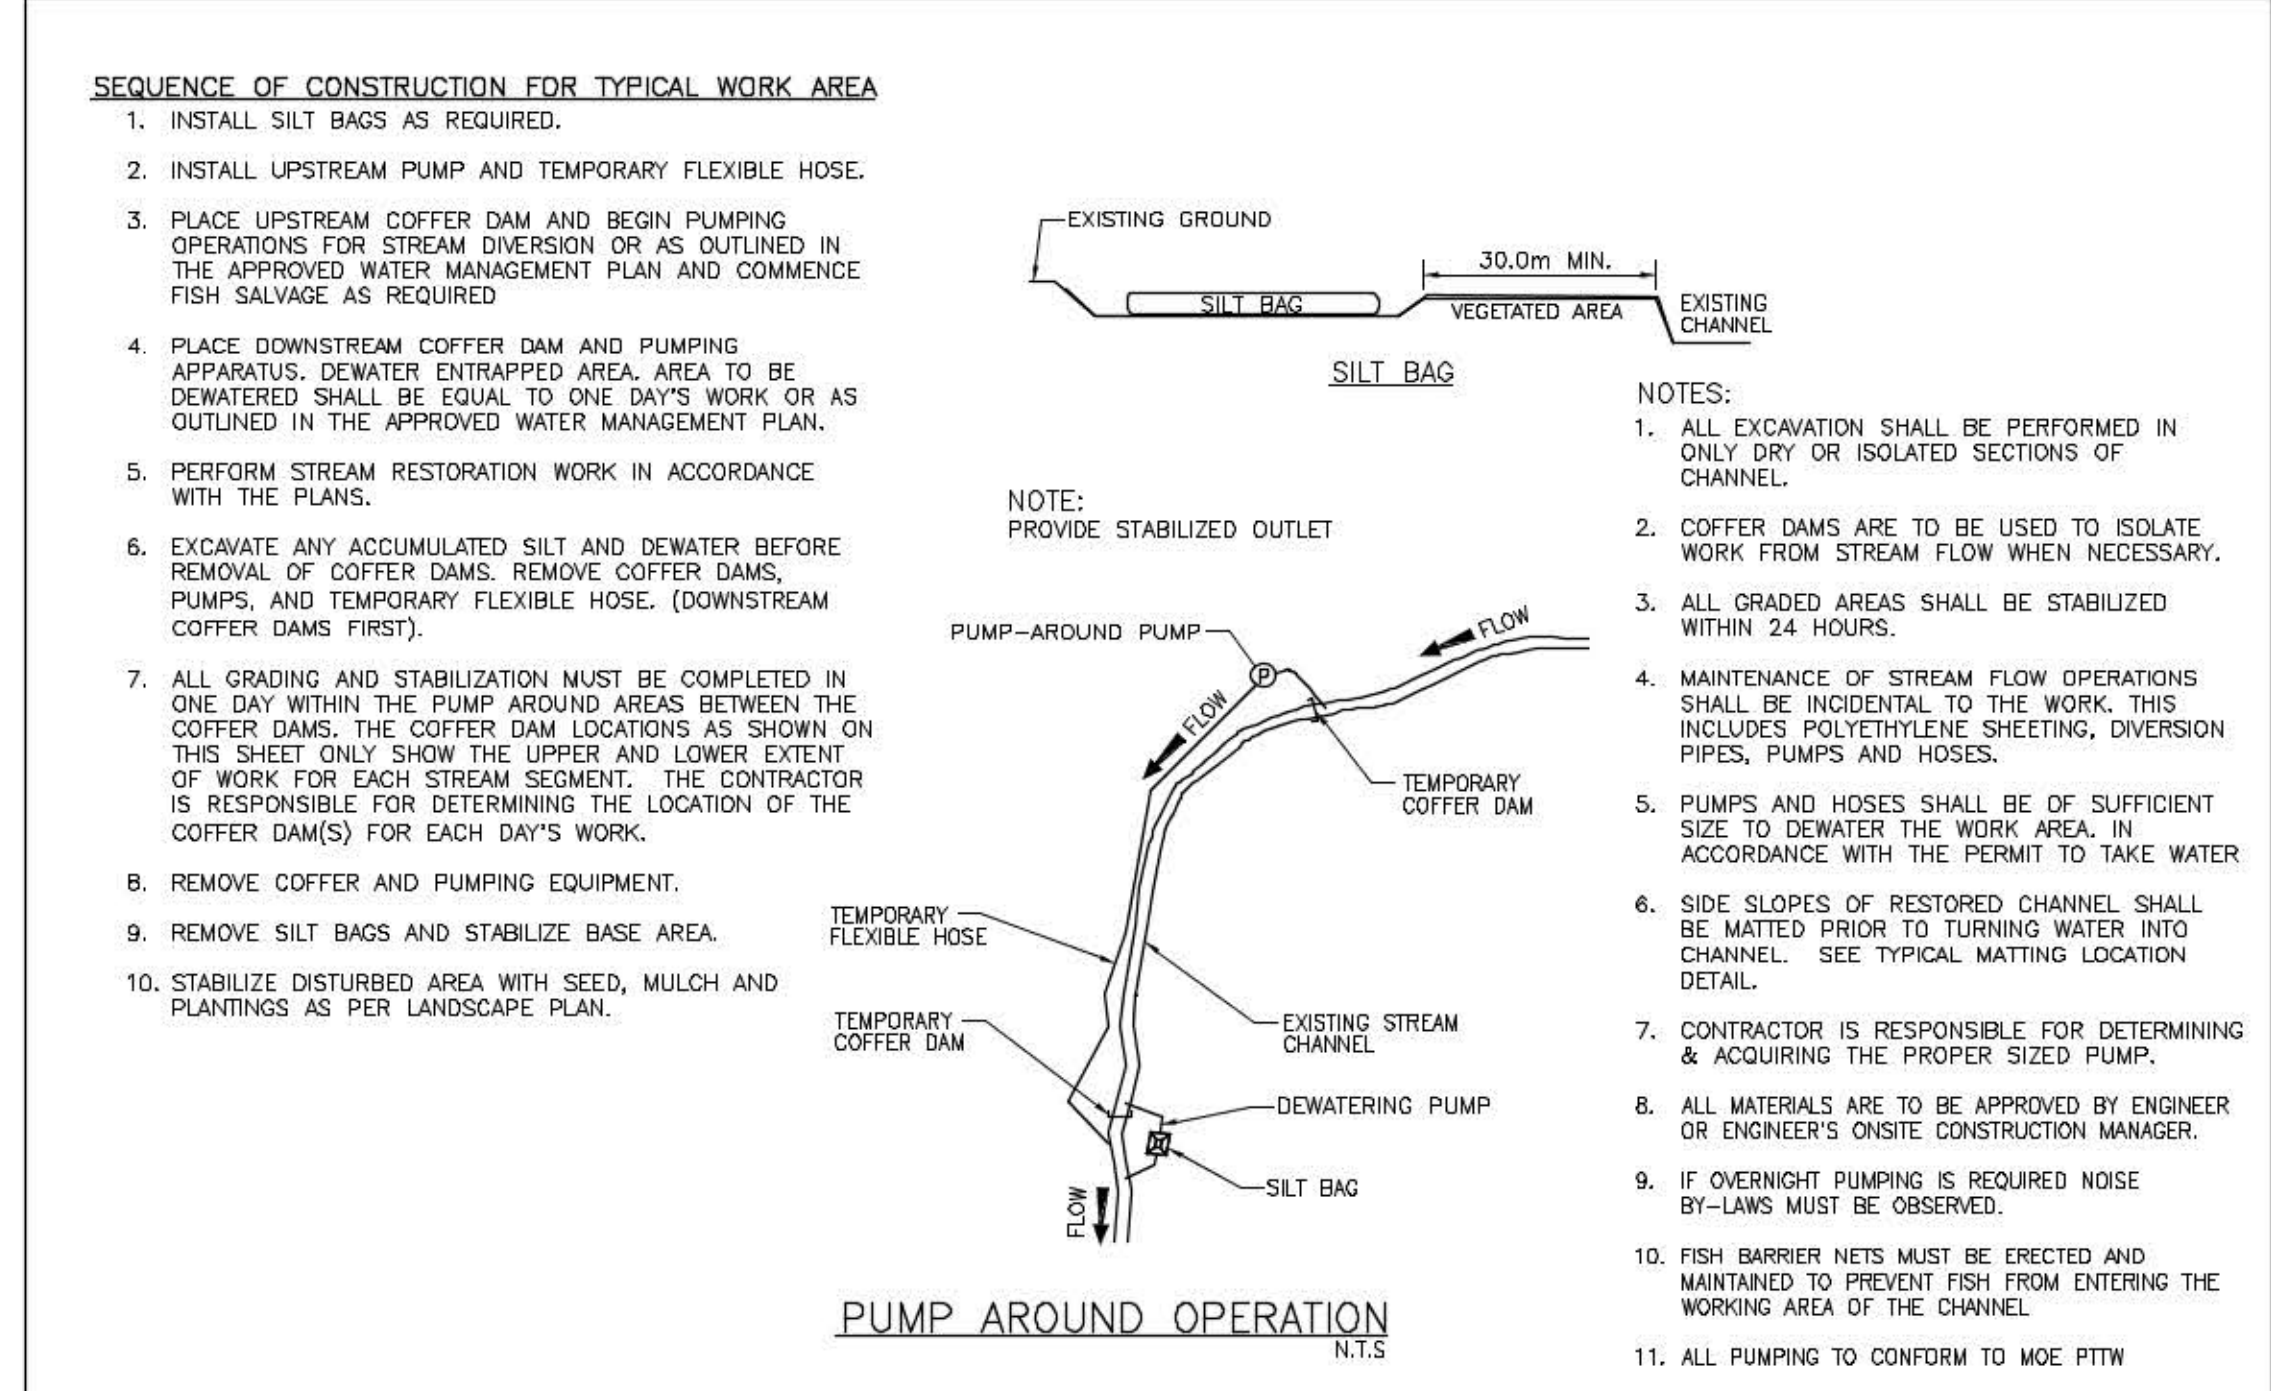 SEQUENCE OF CONSTRUCTION FOR TYPICAL WORK AREA
1. INSTALL SILT BAGS AS REQUIRED.
2. INSTALL UPSTREAM PUMP AND TEMPORARY FLEXIBLE HOSE.
3. PLACE UPSTREAM COFFER DAM AND BEGIN PUMPING
OPERATIONS FOR STREAM DIVERSION OR AS OUTLINED IN
THE APPROVED WATER MANAGEMENT PLAN AND COMMENCE
FISH SALVAGE AS REQUIRED
4. PLACE DOWNSTREAM COFFER DAM AND PUMPING
APPARATUS. DEWATER ENTRAPPED AREA. AREA TO BE
DEWATERED SHALL BE EQUAL TO ONE DAY'S WORK OR AS
OUTLINED IN THE APPROVED WATER MANAGEMENT PLAN.
5. PERFORM STREAM RESTORATION WORK IN ACCORDANCE
WITH THE PLANS.
6. EXCAVATE ANY ACCUMULATED SILT AND DEWATER BEFORE
REMOVAL OF COFFER DAMS. REMOVE COFFER DAMS,
PUMPS, AND TEMPORARY FLEXIBLE HOSE. (DOWNSTREAM
COFFER DAMS FIRST).
7. ALL GRADING AND STABILIZATION MUST BE COMPLETED IN
ONE DAY WITHIN THE PUMP AROUND AREAS BETWEEN THE
COFFER DAMS. THE COFFER DAM LOCATIONS AS SHOWN ON
THIS SHEET ONLY SHOW THE UPPER AND LOWER EXTENT
OF WORK FOR EACH STREAM SEGMENT. THE CONTRACTOR
IS RESPONSIBLE FOR DETERMINING THE LOCATION OF THE
COFFER DAM(S) FOR EACH DAY'S WORK.
8. REMOVE COFFER AND PUMPING EQUIPMENT.
9. REMOVE SILT BAGS AND STABILIZE BASE AREA.
10. STABILIZE DISTURBED AREA WITH SEED, MULCH AND
PLANTINGS AS PER LANDSCAPE PLAN.
EXISTING GROUND
30.0m MIN.
SILT BAG
VEGETATED AREA
EXISTING
CHANNEL
SILT BAG
NOTE:
PROVIDE STABILIZED OUTLET
PUMP-AROUND PUMP
P
FLOW
FLOW
TEMPORARY
COFFER DAM
TEMPORARY
FLEXIBLE HOSE
TEMPORARY
COFFER DAM
EXISTING STREAM
CHANNEL
DEWATERING PUMP
SILT BAG
FLOW
PUMP AROUND OPERATION
N.T.S
NOTES:
1. ALL EXCAVATION SHALL BE PERFORMED IN
ONLY DRY OR ISOLATED SECTIONS OF
CHANNEL.
2. COFFER DAMS ARE TO BE USED TO ISOLATE
WORK FROM STREAM FLOW WHEN NECESSARY.
3. ALL GRADED AREAS SHALL BE STABILIZED
WITHIN 24 HOURS.
4. MAINTENANCE OF STREAM FLOW OPERATIONS
SHALL BE INCIDENTAL TO THE WORK. THIS
INCLUDES POLYETHYLENE SHEETING, DIVERSION
PIPES, PUMPS AND HOSES.
5. PUMPS AND HOSES SHALL BE OF SUFFICIENT
SIZE TO DEWATER THE WORK AREA. IN
ACCORDANCE WITH THE PERMIT TO TAKE WATER
6. SIDE SLOPES OF RESTORED CHANNEL SHALL
BE MATTED PRIOR TO TURNING WATER INTO
CHANNEL. SEE TYPICAL MATTING LOCATION
DETAIL.
7. CONTRACTOR IS RESPONSIBLE FOR DETERMINING
& ACQUIRING THE PROPER SIZED PUMP.
8. ALL MATERIALS ARE TO BE APPROVED BY ENGINEER
OR ENGINEER'S ONSITE CONSTRUCTION MANAGER.
9. IF OVERNIGHT PUMPING IS REQUIRED NOISE
BY-LAWS MUST BE OBSERVED.
10. FISH BARRIER NETS MUST BE ERECTED AND
MAINTAINED TO PREVENT FISH FROM ENTERING THE
WORKING AREA OF THE CHANNEL
11. ALL PUMPING TO CONFORM TO MOE PTTW